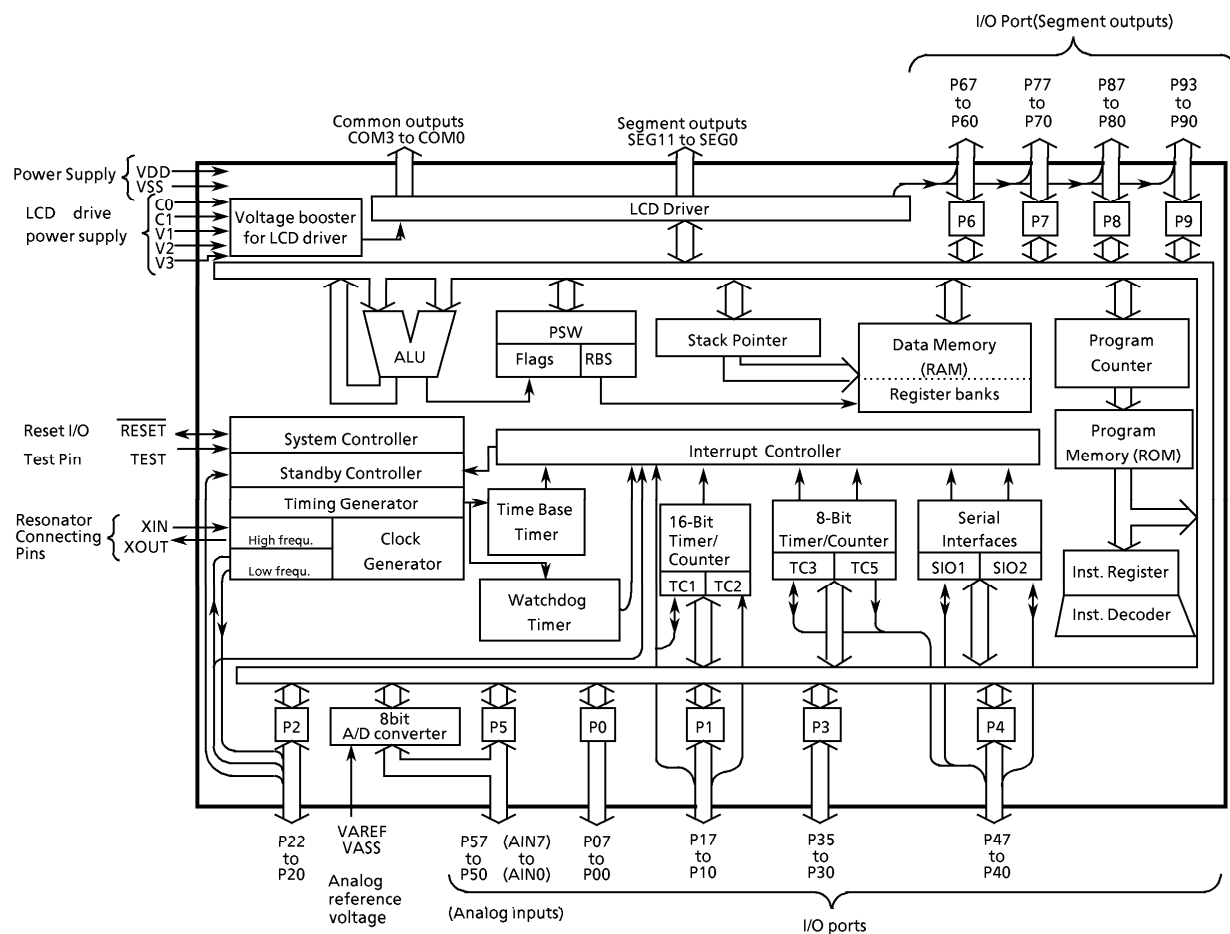 I/O Port(Segment outputs)
P67
to
P60
P77
to
P70
P87
to
P80
P93
to
P90
Common outputs
COM3 to COM0
Segment outputs
SEG11 to SEG0
Power Supply
VDD
VSS
LCD drive
power supply
C0
C1
V1
V2
V3
Voltage booster
for LCD driver
LCD Driver
P6
P7
P8
P9
ALU
PSW
Flags
RBS
Stack Pointer
Data Memory
(RAM)
Register banks
Program
Counter
Program
Memory (ROM)
Reset I/O
RESET
Test Pin
TEST
System Controller
Standby Controller
Timing Generator
High frequ.
Low frequ.
Clock
Generator
Resonator
Connecting
Pins
XIN
XOUT
Interrupt Controller
Time Base
Timer
Watchdog
Timer
16-Bit
Timer/
Counter
TC1
TC2
8-Bit
Timer/Counter
TC3
TC5
Serial
Interfaces
SIO1
SIO2
Inst. Register
Inst. Decoder
P2
8bit
A/D converter
P5
P0
P1
P3
P4
P22
to
P20
VAREF
VASS
Analog
reference
voltage
P57
to
P50
(AIN7)
to
(AIN0)
(Analog inputs)
P07
to
P00
P17
to
P10
P35
to
P30
P47
to
P40
I/O ports